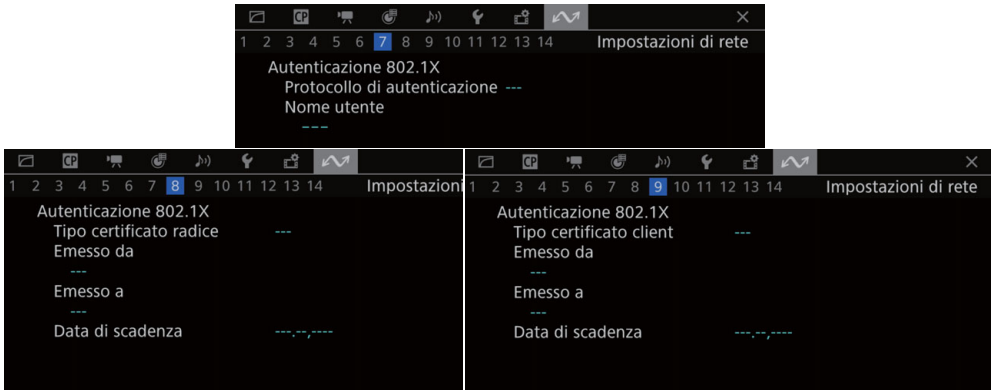 CP
1 2 3 4 5 6 7 8 9 10 11 12 13 14 Impostazioni di rete
Autenticazione 802.1X
Protocollo di autenticazione ---
Nome utente
---
CP
1 2 3 4 5 6 7 8 9 10 11 12 13 14 Impostazioni
Autenticazione 802.1X
Tipo certificato radice ---
Emesso da
---
Emesso a
---
Data di scadenza ---.--,----
CP
1 2 3 4 5 6 7 8 9 10 11 12 13 14 Impostazioni di rete
Autenticazione 802.1X
Tipo certificato client ---
Emesso da
---
Emesso a
---
Data di scadenza ---.--,----